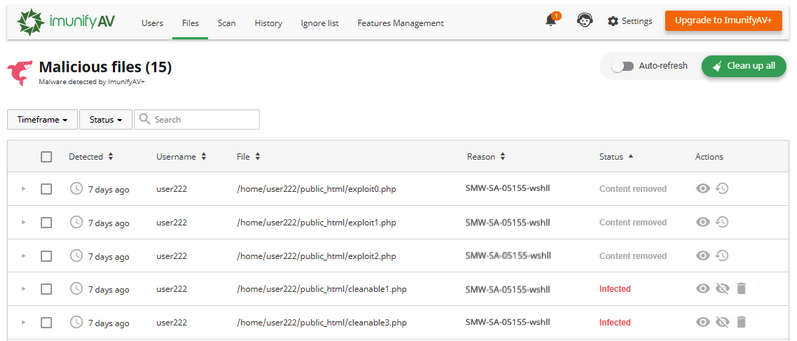 imunify AV Users Files Scan History Ignore list Features Management 1 Settings Upgrade to ImunifyAV+
Malicious files (15) Auto-refresh Clean up all
Malware detected by ImunifyAV+
Timeframe Status Search
Detected Username File Reason Status Actions
7 days ago user222 /home/user222/public_html/exploit0.php SMW-SA-05155-wshll Content removed
7 days ago user222 /home/user222/public_html/exploit1.php SMW-SA-05155-wshll Content removed
7 days ago user222 /home/user222/public_html/exploit2.php SMW-SA-05155-wshll Content removed
7 days ago user222 /home/user222/public_html/cleanable1.php SMW-SA-05155-wshll Infected
7 days ago user222 /home/user222/public_html/cleanable3.php SMW-SA-05155-wshll Infected